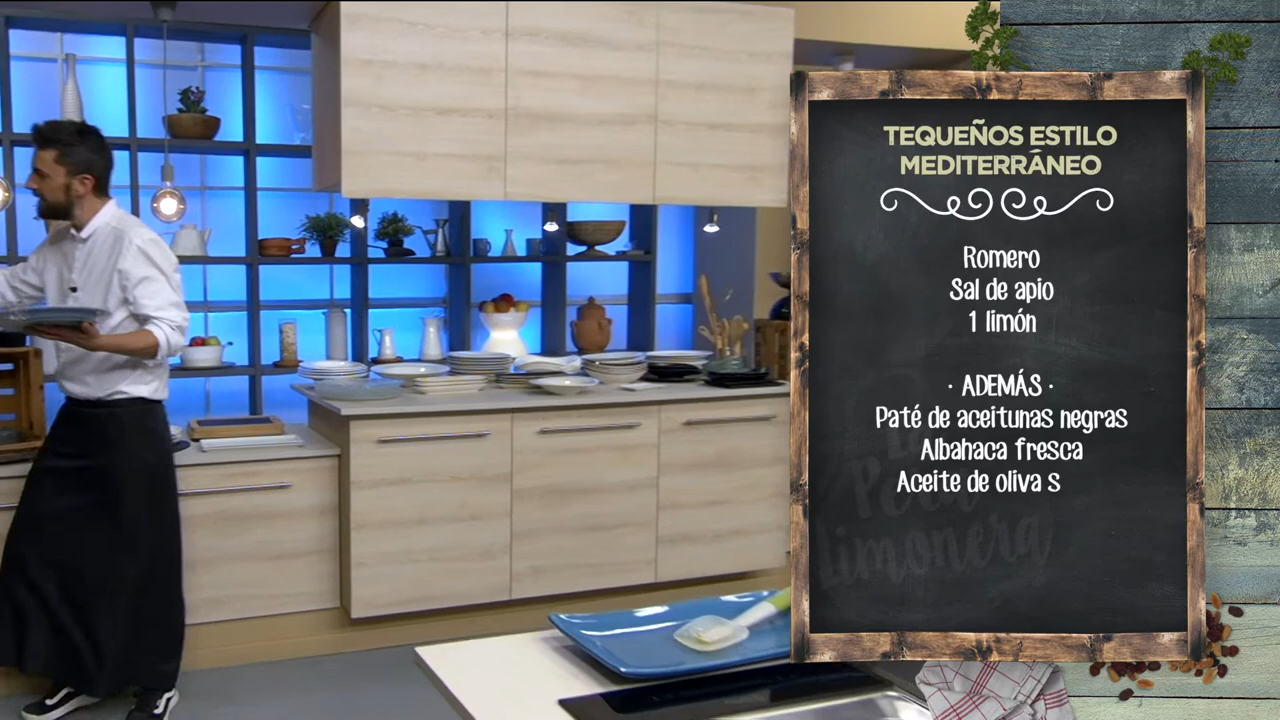 TEQUEÑOS ESTILO
MEDITERRÁNEO
Romero
Sal de apio
1 limón
· ADEMÁS ·
Paté de aceitunas negras
Albahaca fresca
Aceite de oliva s
limonera